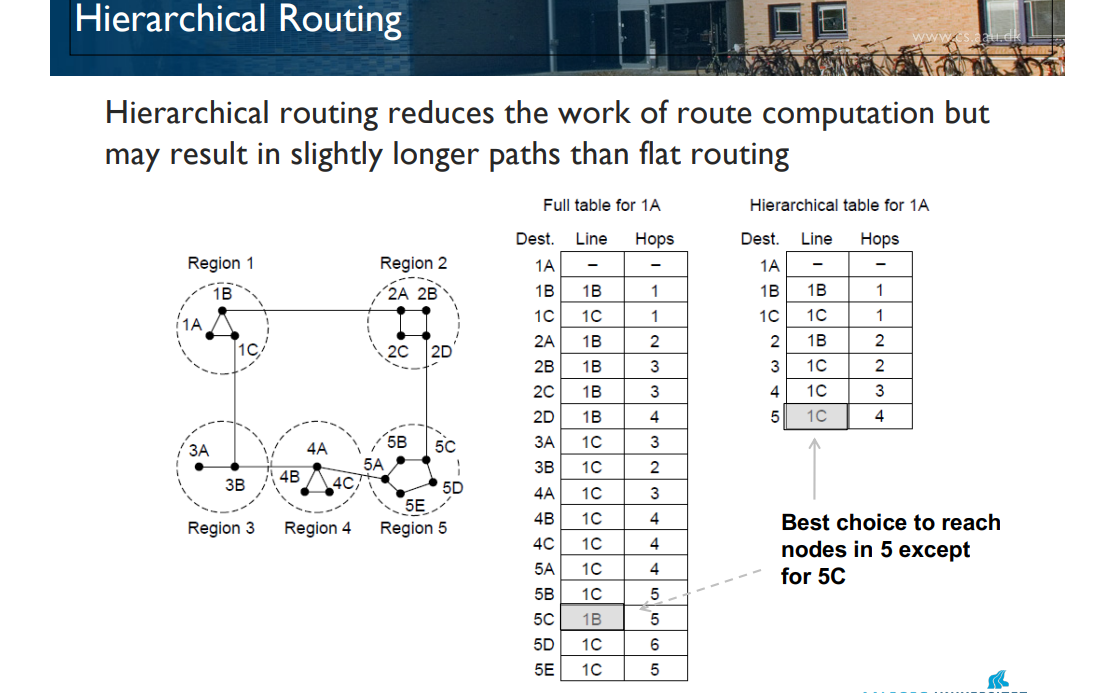 Hierarchical Routing
www.cs.aau.dk
Hierarchical routing reduces the work of route computation but
may result in slightly longer paths than flat routing
Full table for 1A
Dest. Line Hops
1A – –
1B 1B 1
1C 1C 1
2A 1B 2
2B 1B 3
2C 1B 3
2D 1B 4
3A 1C 3
3B 1C 2
4A 1C 3
4B 1C 4
4C 1C 4
5A 1C 4
5B 1C 5
5C 1B 5
5D 1C 6
5E 1C 5
Hierarchical table for 1A
Dest. Line Hops
1A – –
1B 1B 1
1C 1C 1
2 1B 2
3 1C 2
4 1C 3
5 1C 4
Region 1
1B
1A
1C
Region 2
2A 2B
2C 2D
3A
3B
Region 3
4A
4B
4C
Region 4
5B
5C
5A
5D
5E
Region 5
Best choice to reach
nodes in 5 except
for 5C